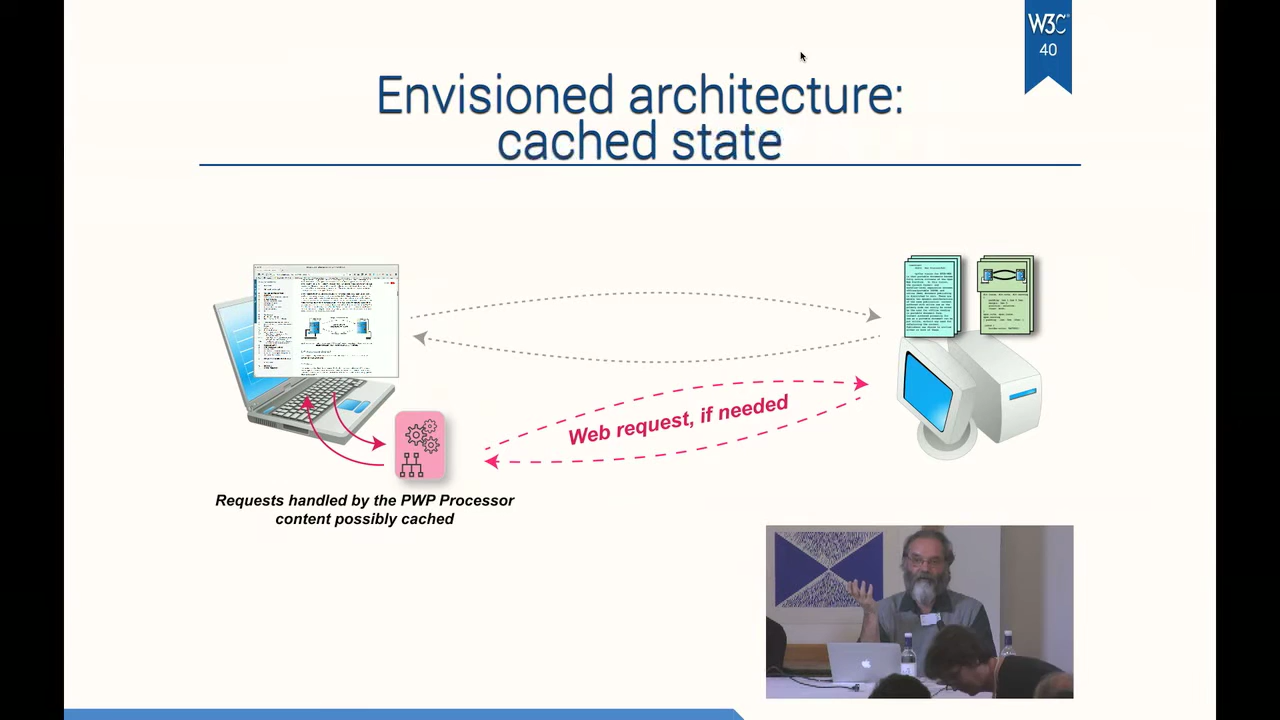 W3C
40
Envisioned architecture:
cached state
Web request, if needed
Requests handled by the PWP Processor
content possibly cached